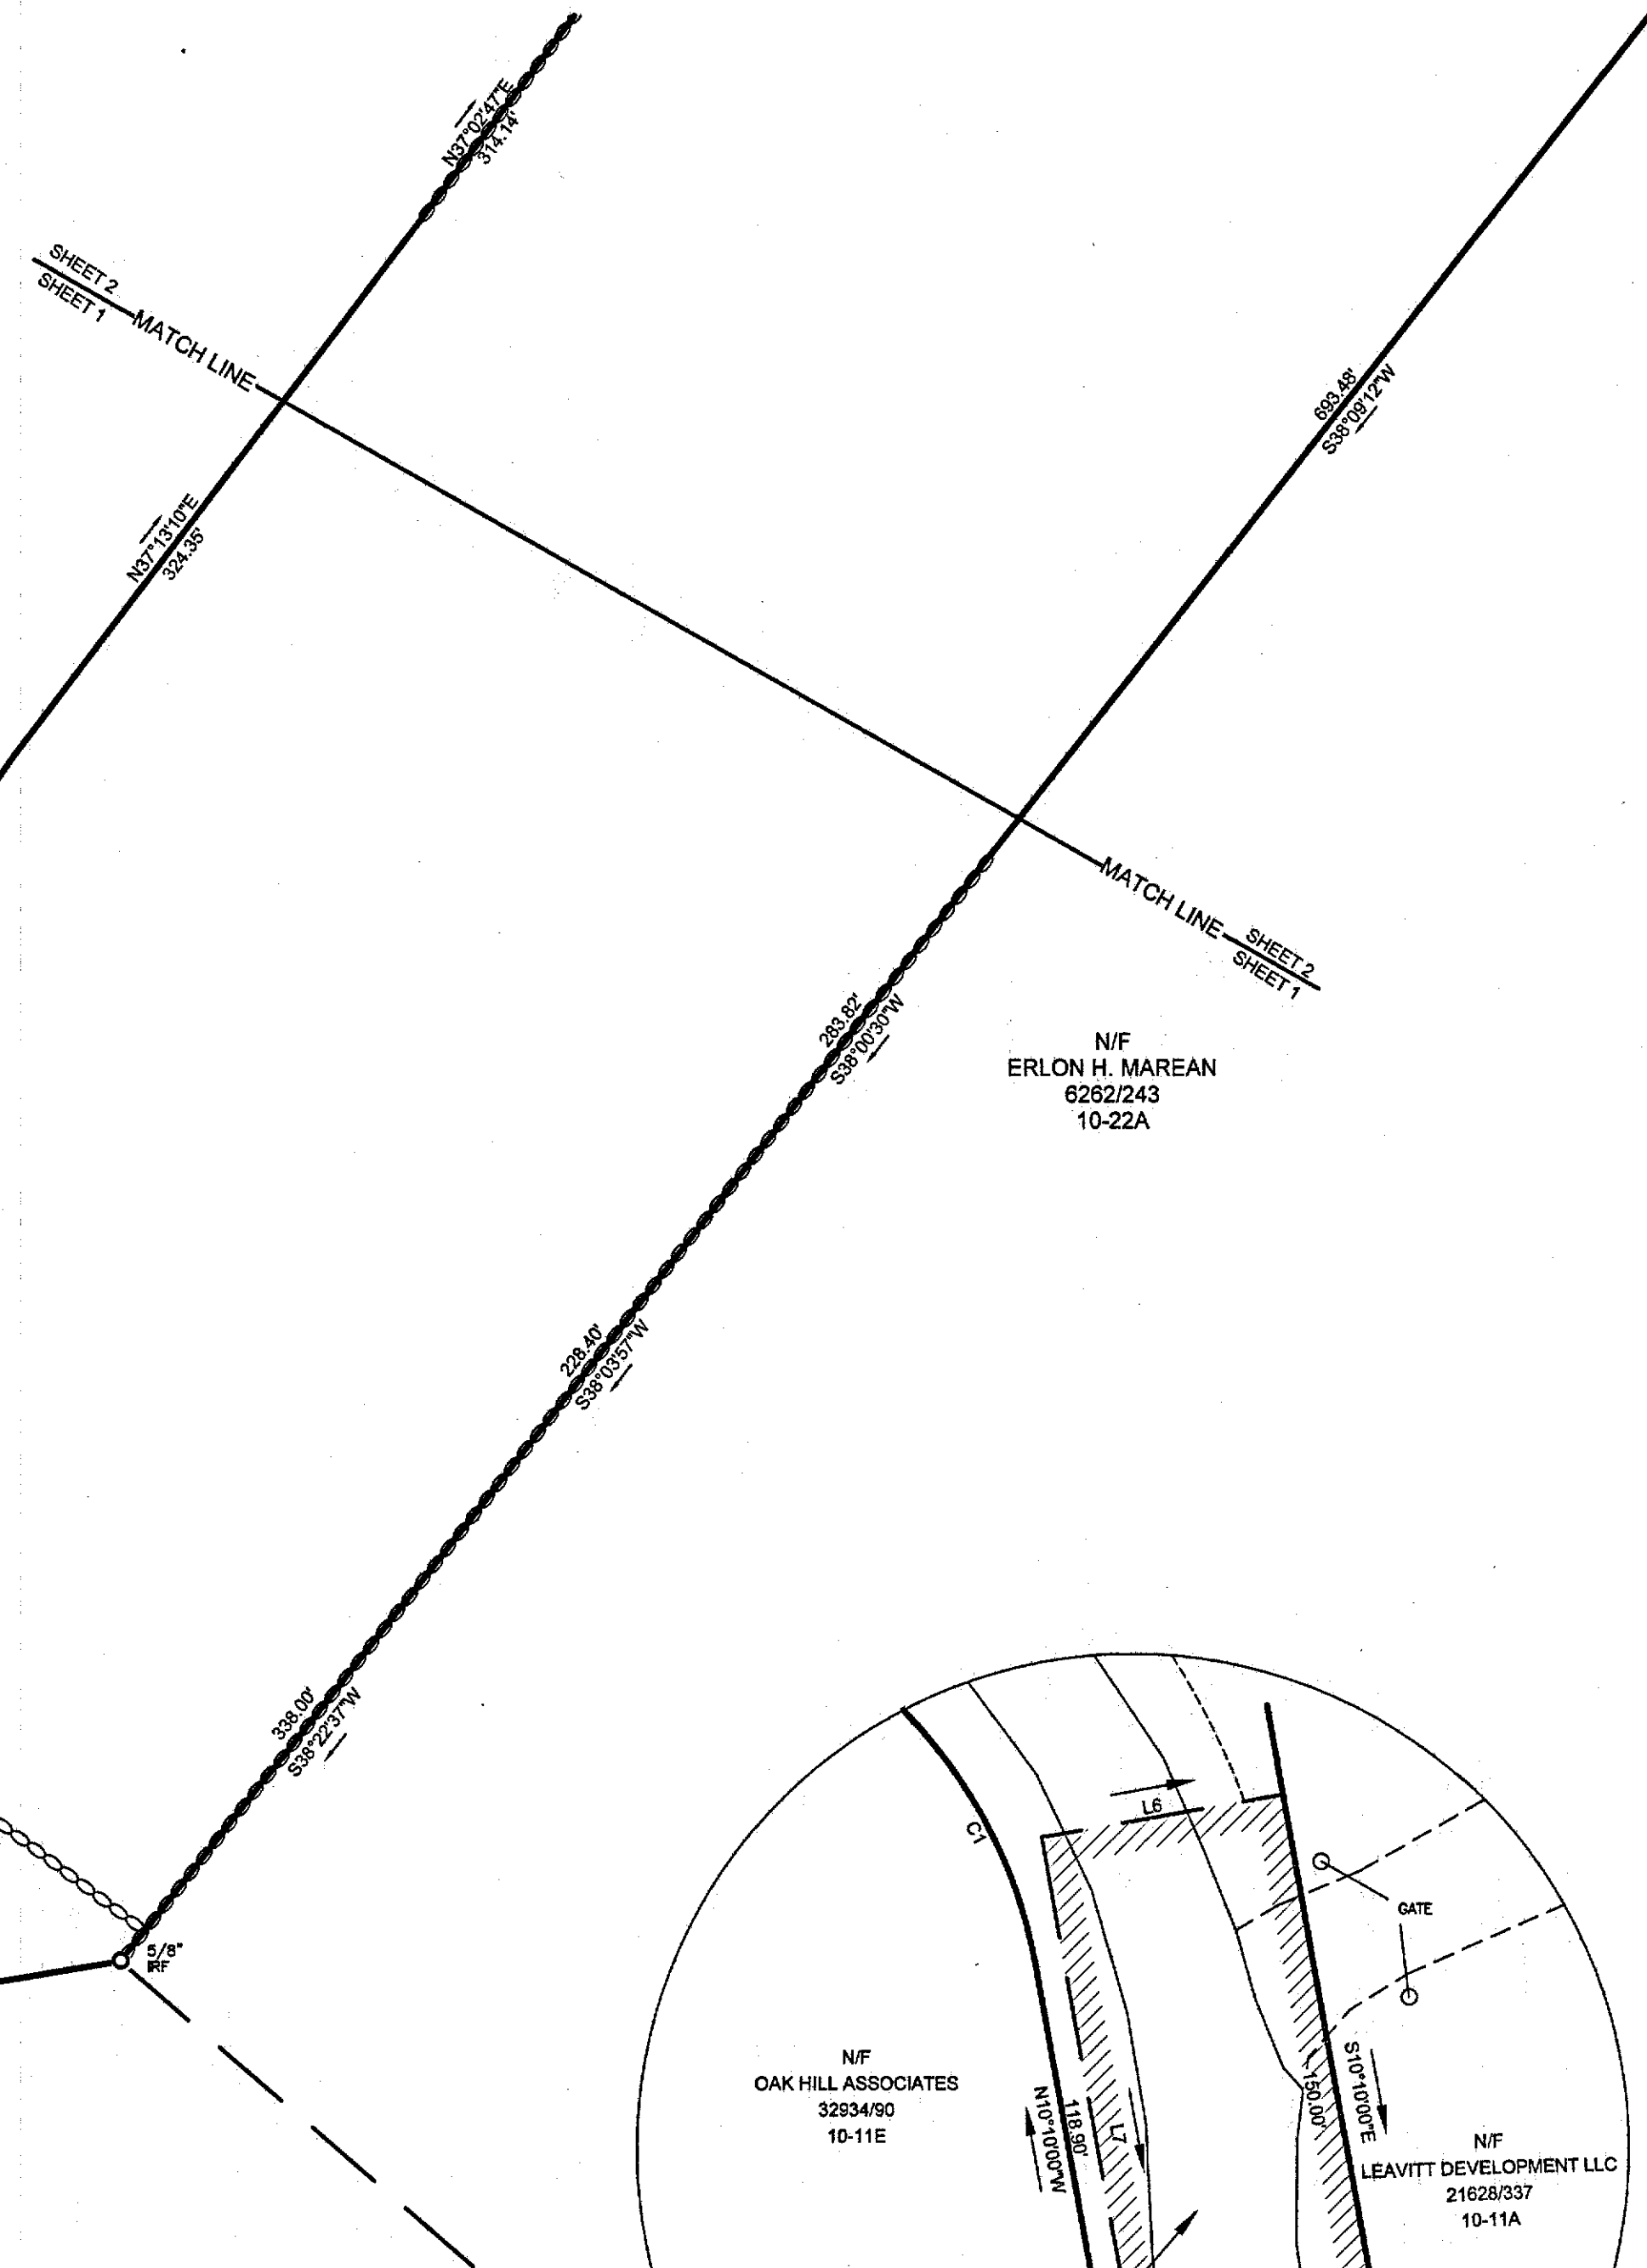 N37°02'47"E
314.14'
SHEET 2
SHEET 1
MATCH LINE
693.48'
S38°09'12"W
N37°13'10"E
324.35'
MATCH LINE
SHEET 2
SHEET 1
283.82'
S38°00'30"W
N/F
ERLON H. MAREAN
6262/243
10-22A
228.40'
S38°03'57"W
338.00'
S38°22'37"W
5/8"
IRF
C1
L6
GATE
N/F
OAK HILL ASSOCIATES
32934/90
10-11E
N10°10'00"W
118.90'
L7
150.00'
S10°10'00"E
N/F
LEAVITT DEVELOPMENT LLC
21628/337
10-11A